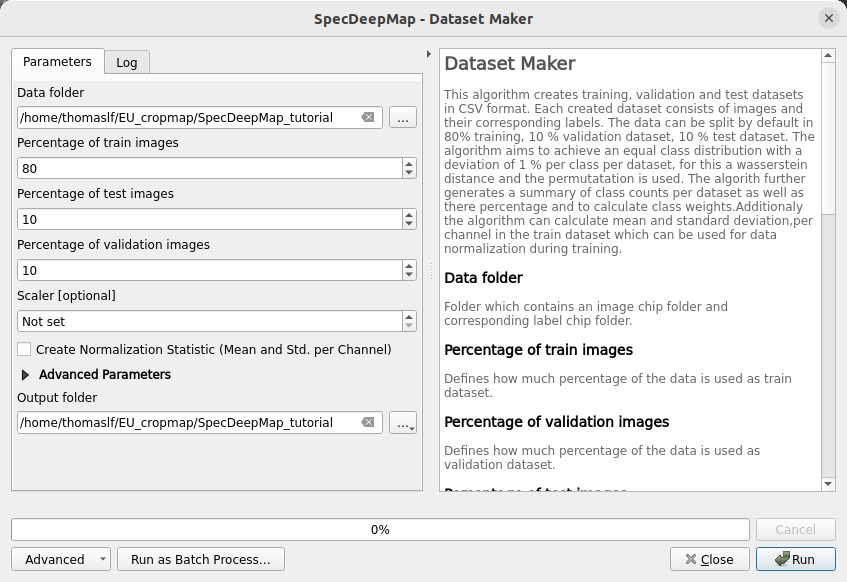 SpecDeepMap - Dataset Maker
Parameters
Log
Data folder
/home/thomaslf/EU_cropmap/SpecDeepMap_tutorial
...
Percentage of train images
80
Percentage of test images
10
Percentage of validation images
10
Scaler [optional]
Not set
Create Normalization Statistic (Mean and Std. per Channel)
Advanced Parameters
Output folder
/home/thomaslf/EU_cropmap/SpecDeepMap_tutorial
...
Dataset Maker
This algorithm creates training, validation and test datasets
in CSV format. Each created dataset consists of images and
their corresponding labels. The data can be split by default in
80% training, 10 % validation dataset, 10 % test dataset. The
algorithm aims to achieve an equal class distribution with a
deviation of 1 % per class per dataset, for this a wasserstein
distance and the permutatation is used. The algorith further
generates a summary of class counts per dataset as well as
there percentage and to calculate class weights.Additionaly
the algorithm can calculate mean and standard deviation,per
channel in the train dataset which can be used for data
normalization during training.
Data folder
Folder which contains an image chip folder and
corresponding label chip folder.
Percentage of train images
Defines how much percentage of the data is used as train
dataset.
Percentage of validation images
Defines how much percentage of the data is used as
validation dataset.
Percentage of test images
0%
Cancel
Advanced
Run as Batch Process...
Close
Run